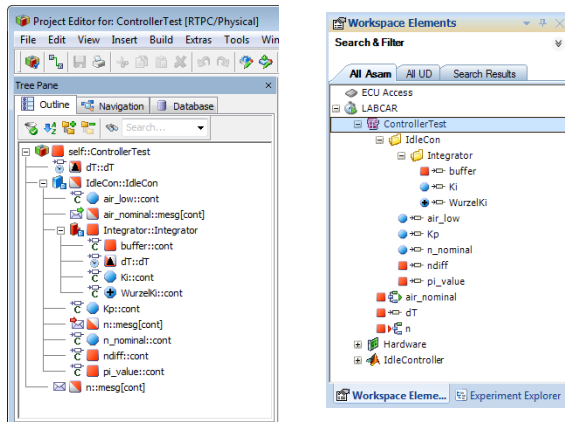 Project Editor for: ControllerTest [RTPC/Physical]
File Edit View Insert Build Extras Tools Win
Tree Pane
Outline Navigation Database
Search...
self::ControllerTest
dT::dT
IdleCon::IdleCon
air_low::cont
air_nominal::mesg[cont]
Integrator::Integrator
buffer::cont
dT::dT
Ki::cont
WurzelKi::cont
Kp::cont
n::mesg[cont]
n_nominal::cont
ndiff::cont
pi_value::cont
n::mesg[cont]
Workspace Elements
Search & Filter
All Asam All UD Search Results
ECU Access
LABCAR
ControllerTest
IdleCon
Integrator
buffer
Ki
WurzelKi
air_low
Kp
n_nominal
ndiff
pi_value
air_nominal
dT
n
Hardware
IdleController
Workspace Eleme... Experiment Explorer